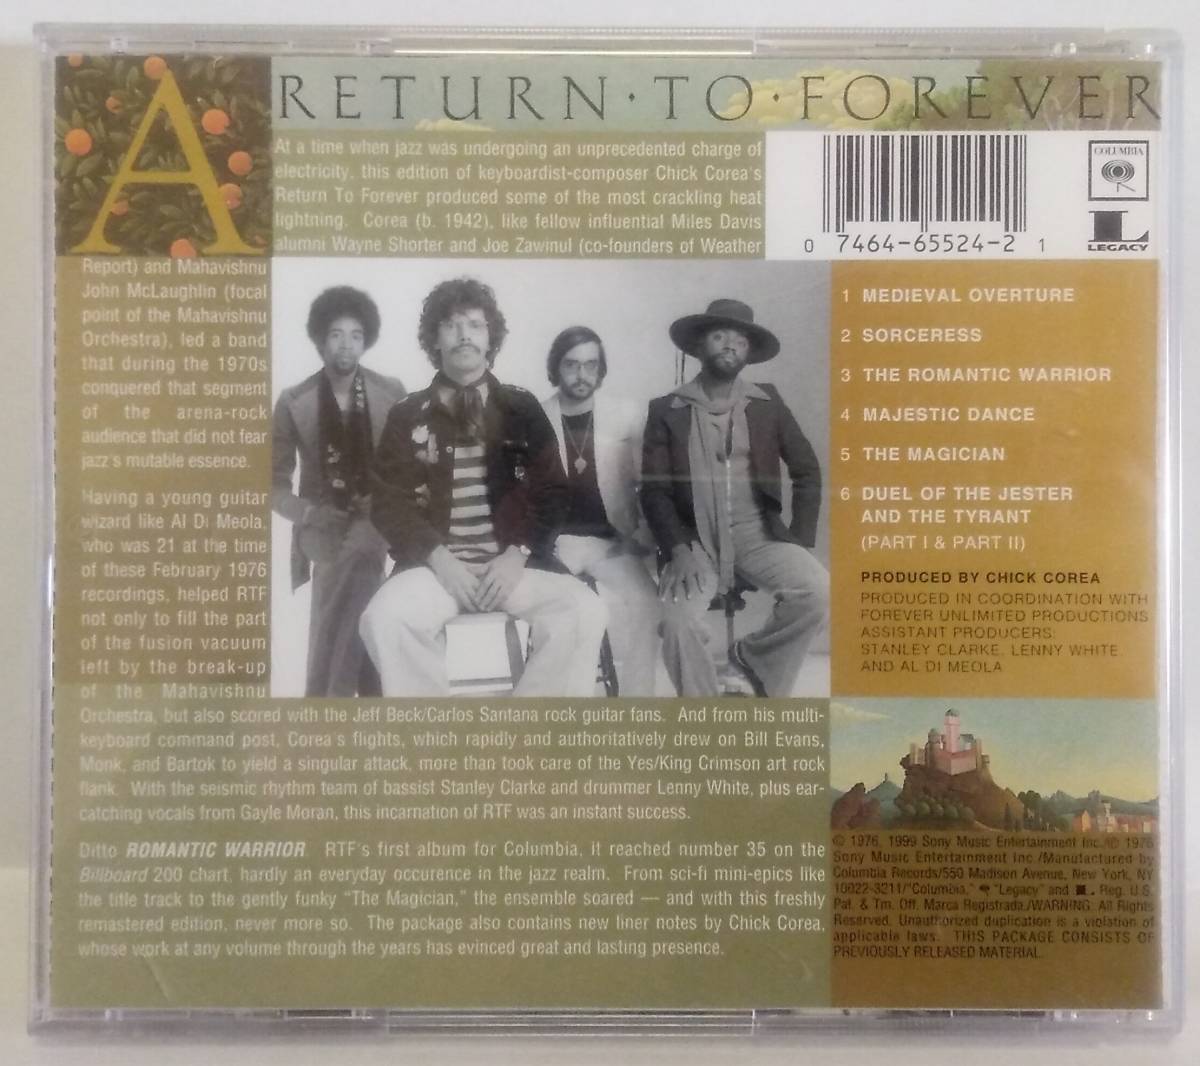 RETURN · TO · FOREVER
At a time when jazz was undergoing an unprecedented charge of
electricity, this edition of keyboardist-composer Chick Corea's
Return To Forever produced some of the most crackling heat
lightning. Corea (b. 1942), like fellow influential Miles Davis
alumni Wayne Shorter and Joe Zawinul (co-founders of Weather
Report) and Mahavishnu
John McLaughlin (focal
point of the Mahavishnu
Orchestra), led a band
that during the 1970s
conquered that segment
of the arena-rock
audience that did not fear
jazz's mutable essence.
Having a young guitar
wizard like Al Di Meola,
who was 21 at the time
of these February 1976
recordings, helped RTF
not only to fill the part
of the fusion vacuum
left by the break-up
of the Mahavishnu
Orchestra, but also scored with the Jeff Beck/Carlos Santana rock guitar fans. And from his multi-
keyboard command post, Corea's flights, which rapidly and authoritatively drew on Bill Evans,
Monk, and Bartok to yield a singular attack, more than took care of the Yes/King Crimson art rock
flank. With the seismic rhythm team of bassist Stanley Clarke and drummer Lenny White, plus ear-
catching vocals from Gayle Moran, this incarnation of RTF was an instant success.
Ditto ROMANTIC WARRIOR. RTF's first album for Columbia, it reached number 35 on the
Billboard 200 chart, hardly an everyday occurence in the jazz realm. From sci-fi mini-epics like
the title track to the gently funky "The Magician," the ensemble soared — and with this freshly
remastered edition, never more so. The package also contains new liner notes by Chick Corea,
whose work at any volume through the years has evinced great and lasting presence.
A
0 7464-65524-2 1
COLUMBIA
L
LEGACY
1 MEDIEVAL OVERTURE
2 SORCERESS
3 THE ROMANTIC WARRIOR
4 MAJESTIC DANCE
5 THE MAGICIAN
6 DUEL OF THE JESTER
AND THE TYRANT
(PART I & PART II)
PRODUCED BY CHICK COREA
PRODUCED IN COORDINATION WITH
FOREVER UNLIMITED PRODUCTIONS
ASSISTANT PRODUCERS:
STANLEY CLARKE, LENNY WHITE
AND AL DI MEOLA
© 1976, 1999 Sony Music Entertainment Inc./℗ 1976
Sony Music Entertainment Inc./Manufactured by
Columbia Records/550 Madison Avenue, New York, NY
10022-3211/"Columbia," "Legacy" and Reg. U.S.
Pat. & Tm. Off. Marca Registrada./WARNING: All Rights
Reserved. Unauthorized duplication is a violation of
applicable laws. THIS PACKAGE CONSISTS OF
PREVIOUSLY RELEASED MATERIAL.